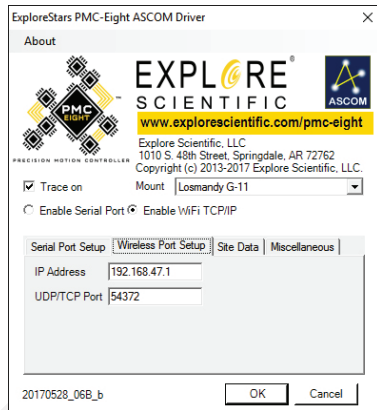 ExploreStars PMC-Eight ASCOM Driver
About
PMC
EIGHT
PRECISION MOTION CONTROLLER
EXPLORE®
SCIENTIFIC
ASCOM
www.explorescientific.com/pmc-eight
Explore Scientific, LLC
1010 S. 48th Street, Springdale, AR 72762
Copyright (c) 2013-2017 Explore Scientific, LLC.
Trace on
Mount Losmandy G-11
Enable Serial Port Enable WiFi TCP/IP
Serial Port Setup Wireless Port Setup Site Data Miscellaneous
IP Address 192.168.47.1
UDP/TCP Port 54372
20170528_06B_b
OK Cancel